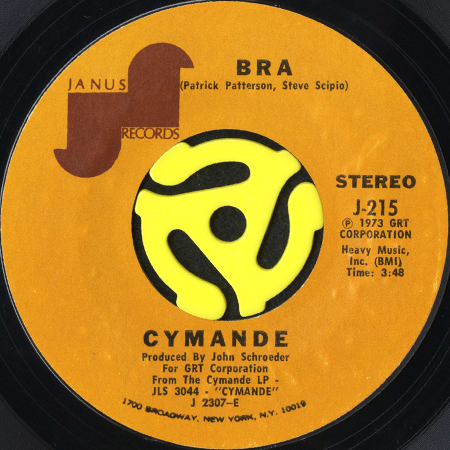 JANUS
RECORDS
BRA
(Patrick Patterson, Steve Scipio)
STEREO
J-215
Ⓟ 1973 GRT
CORPORATION
Heavy Music,
Inc. (BMI)
Time: 3:48
CYMANDE
Produced By John Schroeder
For GRT Corporation
From The Cymande LP -
JLS 3044 - "CYMANDE"
J 2307-E
1700 BROADWAY, NEW YORK, N.Y. 10019